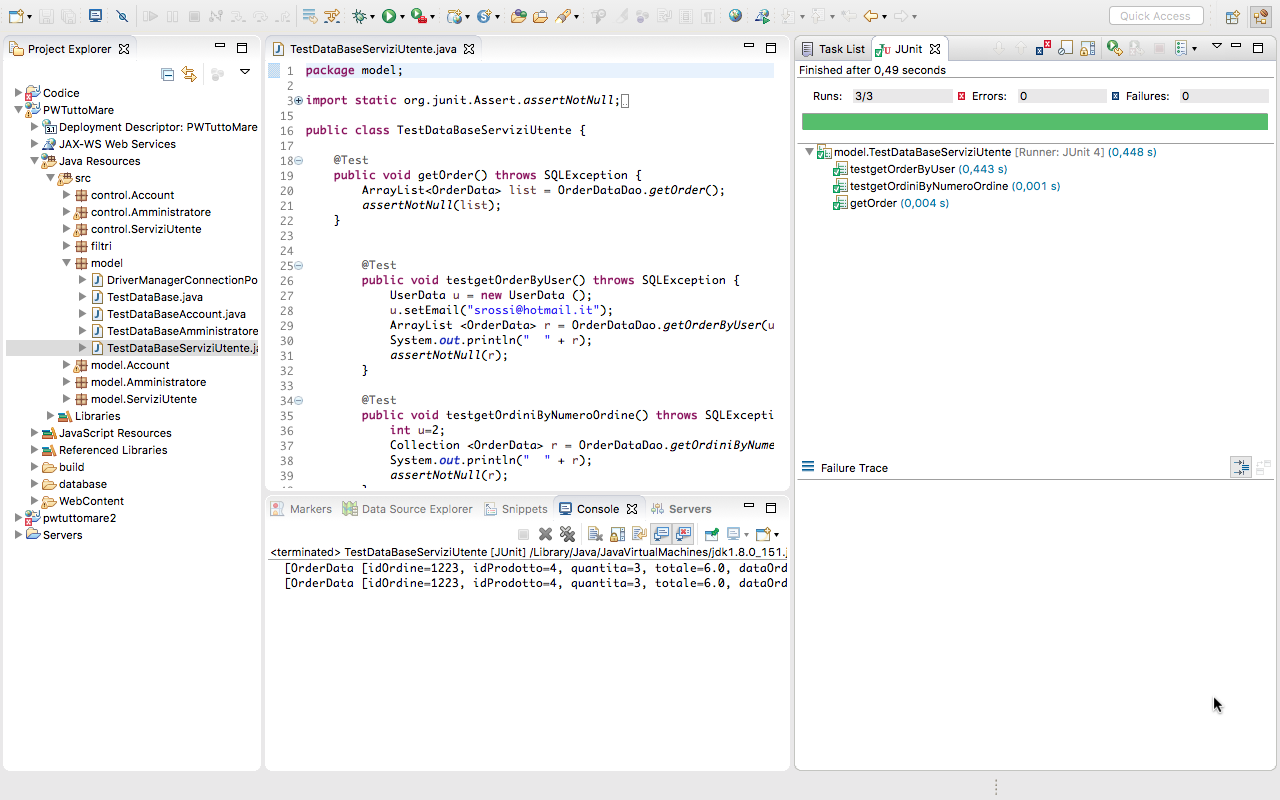 Quick Access
Project Explorer
Codice
PWTuttoMare
Deployment Descriptor: PWTuttoMare
JAX-WS Web Services
Java Resources
src
control.Account
control.Amministratore
control.ServiziUtente
filtri
model
DriverManagerConnectionPo
TestDataBase.java
TestDataBaseAccount.java
TestDataBaseAmministratore
TestDataBaseServiziUtente.ja
model.Account
model.Amministratore
model.ServiziUtente
Libraries
JavaScript Resources
Referenced Libraries
build
database
WebContent
pwtuttomare2
Servers
TestDataBaseServiziUtente.java
1 package model;
2
3 import static org.junit.Assert.assertNotNull;
15
16 public class TestDataBaseServiziUtente {
17
18 @Test
19 public void getOrder() throws SQLException {
20 ArrayList<OrderData> list = OrderDataDao.getOrder();
21 assertNotNull(list);
22 }
23
24
25 @Test
26 public void testgetOrderByUser() throws SQLException {
27 UserData u = new UserData ();
28 u.setEmail("srossi@hotmail.it");
29 ArrayList <OrderData> r = OrderDataDao.getOrderByUser(u
30 System.out.println("  " + r);
31 assertNotNull(r);
32 }
33
34 @Test
35 public void testgetOrdiniByNumeroOrdine() throws SQLExcepti
36 int u=2;
37 Collection <OrderData> r = OrderDataDao.getOrdiniByNume
38 System.out.println("  " + r);
39 assertNotNull(r);
Markers Data Source Explorer Snippets Console Servers
<terminated> TestDataBaseServiziUtente [JUnit] /Library/Java/JavaVirtualMachines/jdk1.8.0_151.j
[OrderData [idOrdine=1223, idProdotto=4, quantita=3, totale=6.0, dataOrd
[OrderData [idOrdine=1223, idProdotto=4, quantita=3, totale=6.0, dataOrd
Task List JUnit
Finished after 0,49 seconds
Runs: 3/3 Errors: 0 Failures: 0
model.TestDataBaseServiziUtente [Runner: JUnit 4] (0,448 s)
testgetOrderByUser (0,443 s)
testgetOrdiniByNumeroOrdine (0,001 s)
getOrder (0,004 s)
Failure Trace